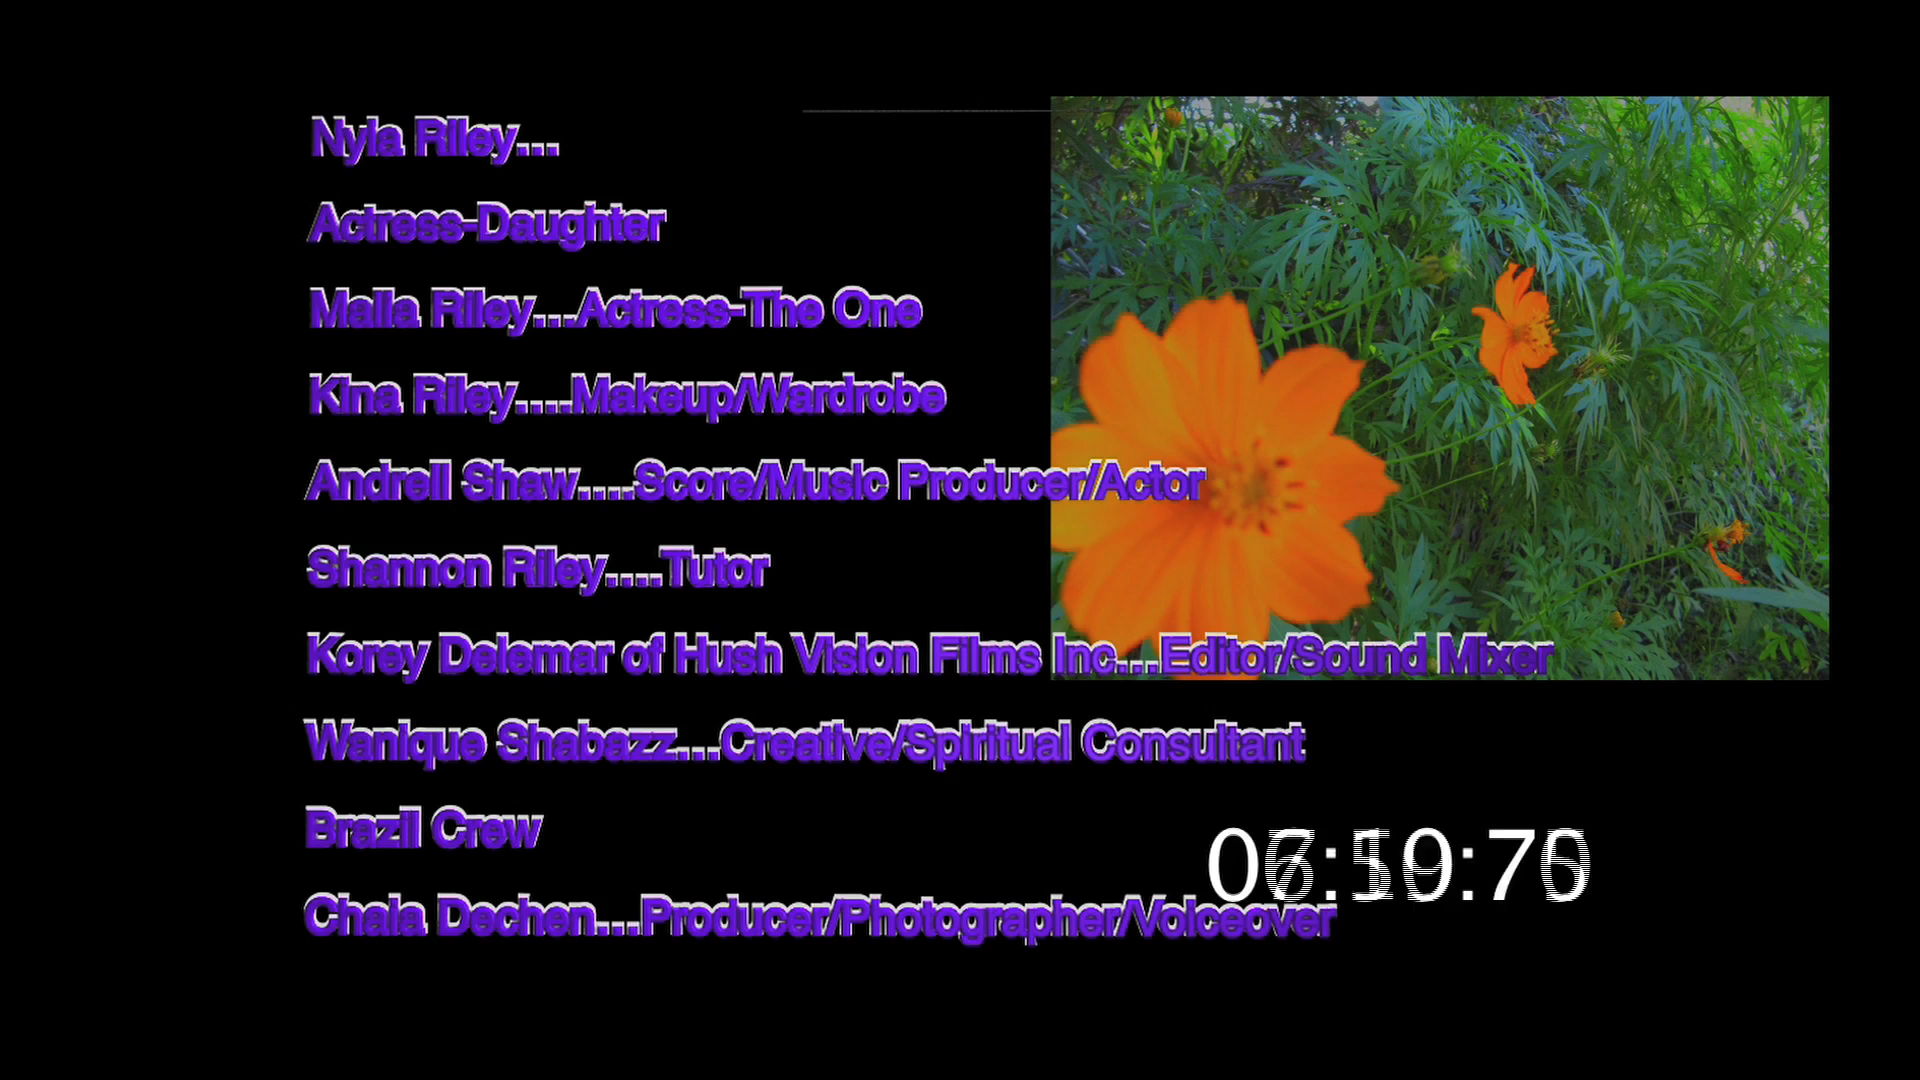 Nyla Riley...
Actress-Daughter
Malia Riley...Actress-The One
Kina Riley....Makeup/Wardrobe
Andrell Shaw....Score/Music Producer/Actor
Shannon Riley....Tutor
Korey Delemar of Hush Vision Films Inc...Editor/Sound Mixer
Wanique Shabazz...Creative/Spiritual Consultant
Brazil Crew
Chala Dechen...Producer/Photographer/Voiceover